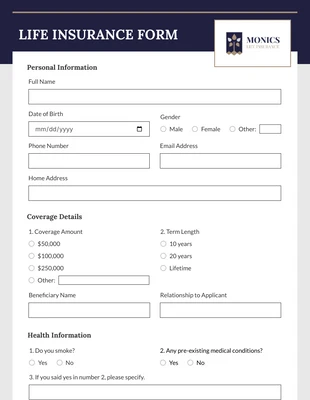 LIFE INSURANCE FORM
MONICS
LIFE INSURANCE
Personal Information
Full Name
Date of Birth
Gender
mm/dd/yyyy
Male Female Other:
Phone Number Email Address
Home Address
Coverage Details
1. Coverage Amount 2. Term Length
$50,000 10 years
$100,000 20 years
$250,000 Lifetime
Other:
Beneficiary Name Relationship to Applicant
Health Information
1. Do you smoke? 2. Any pre-existing medical conditions?
Yes No Yes No
3. If you said yes in number 2, please specify.